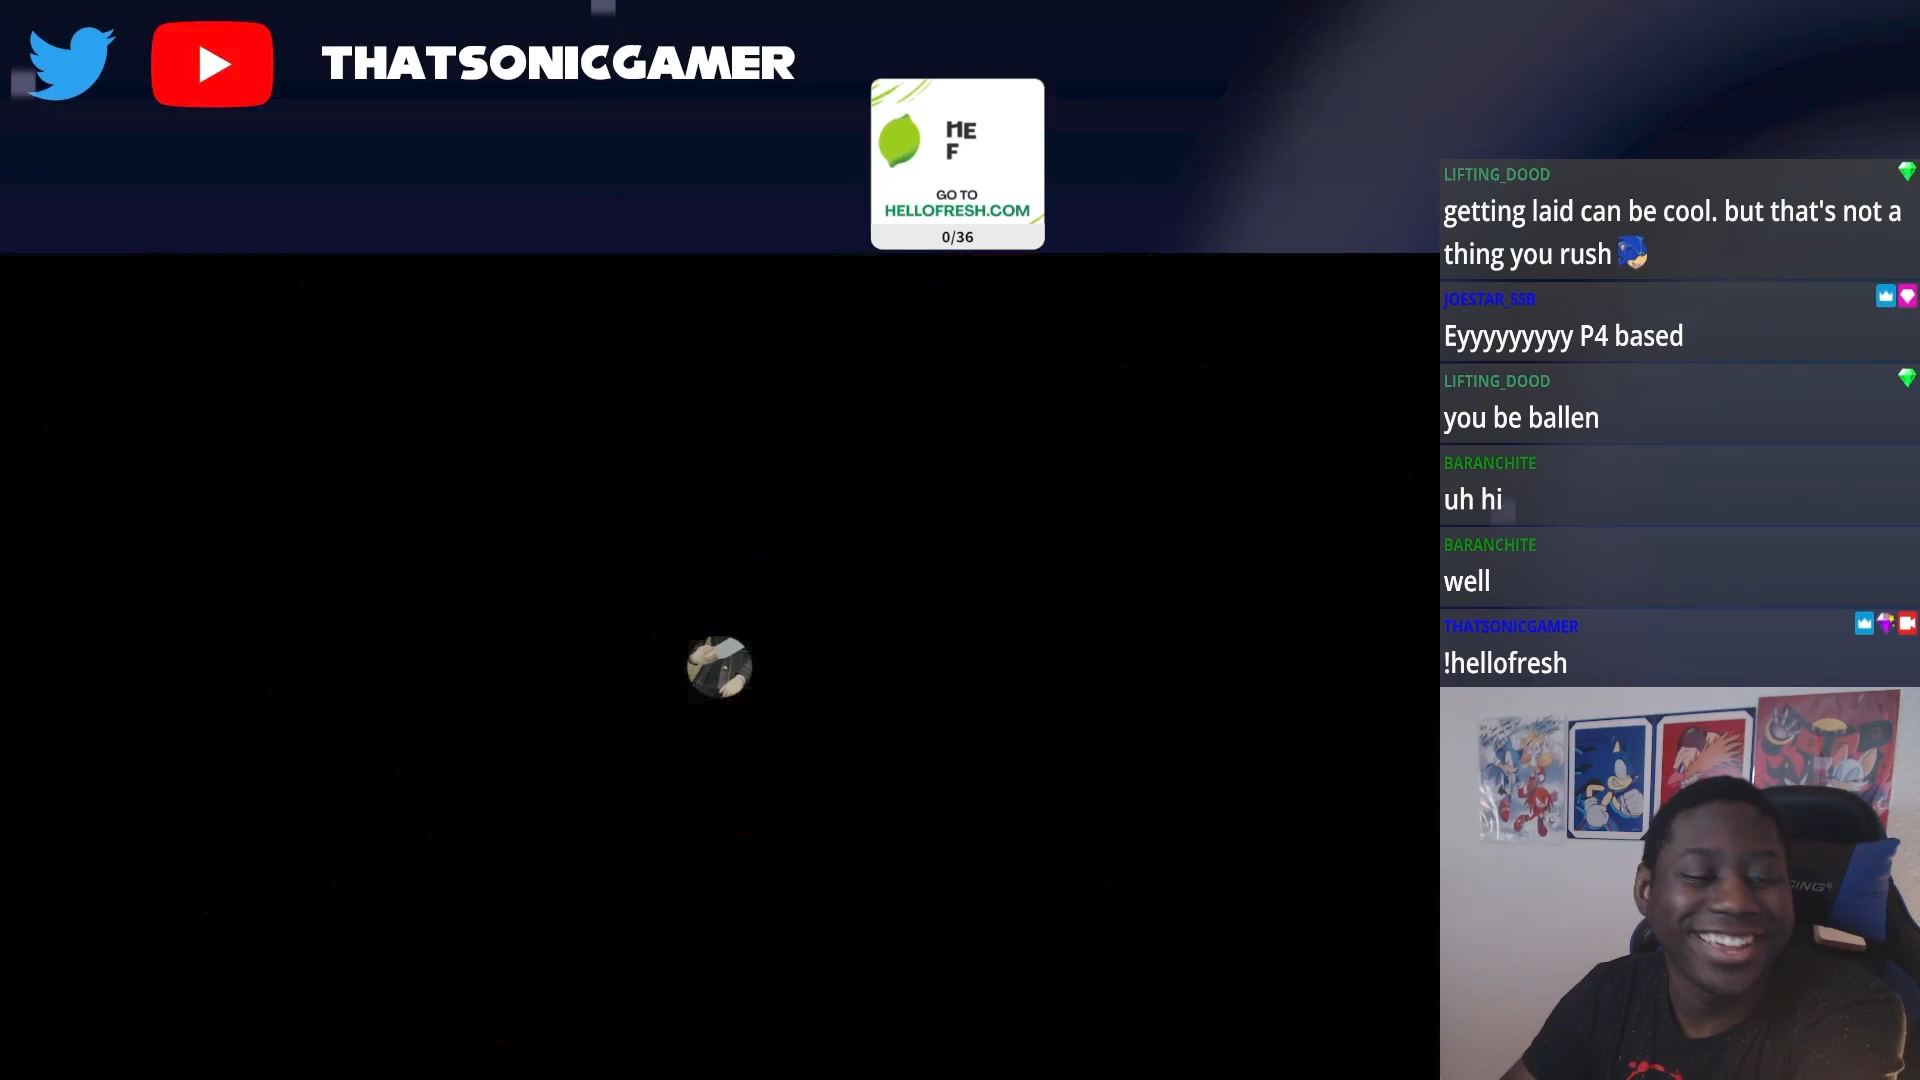 THATSONICGAMER
HE
F
GO TO
HELLOFRESH.COM
0/36
LIFTING_DOOD
getting laid can be cool. but that's not a
thing you rush
JOESTAR_SSB
Eyyyyyyyyy P4 based
LIFTING_DOOD
you be ballen
BARANCHITE
uh hi
BARANCHITE
well
THATSONICGAMER
!hellofresh